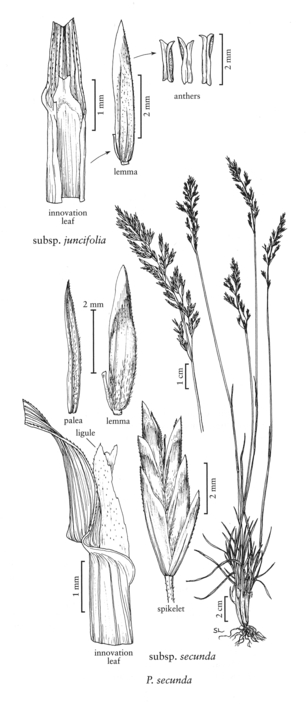 1 mm
2 mm
2 mm
anthers
lemma
innovation
leaf
subsp. juncifolia
2 mm
palea
lemma
ligule
1 cm
2 mm
1 mm
spikelet
2 cm
SL
innovation
leaf
subsp. secunda
P. secunda